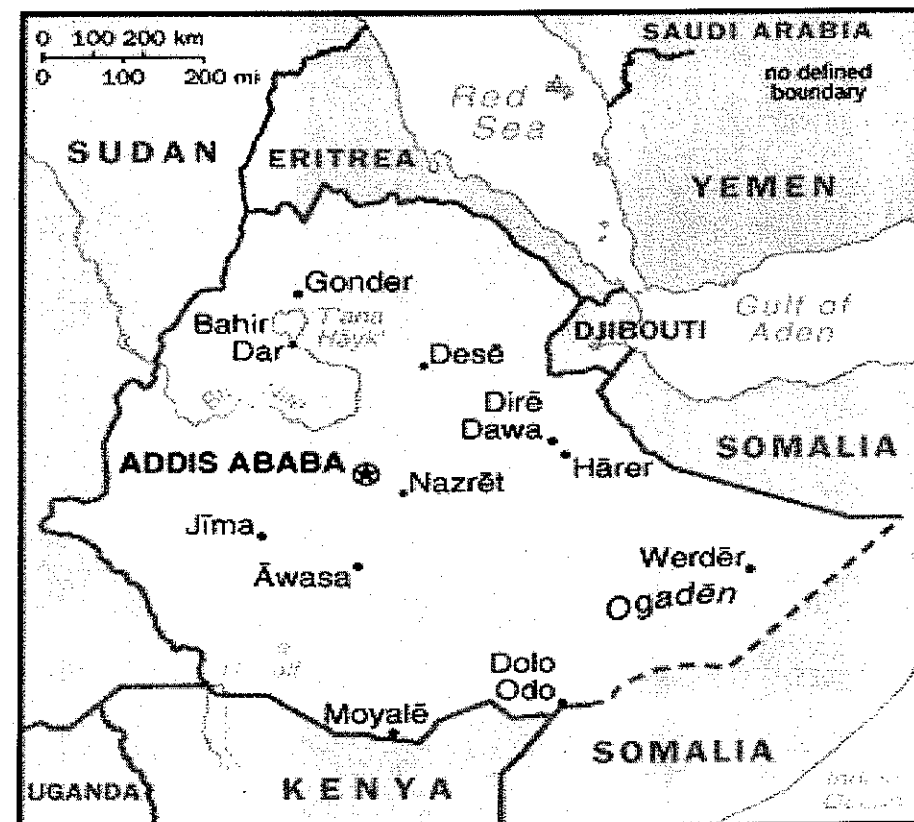 0 100 200 km
0 100 200 mi
SAUDI ARABIA
no defined
boundary
Red
Sea
SUDAN
ERITREA
YEMEN
Gonder
Bahir
Dar
T'ana
Hāyk'
Gulf of
Aden
DJIBOUTI
Desē
Dirē
Dawa
SOMALIA
ADDIS ABABA
Hārer
Nazrēt
Jīma
Werdēr
Āwasa
Ogadēn
Dolo
Odo
Moyalē
SOMALIA
UGANDA
KENYA